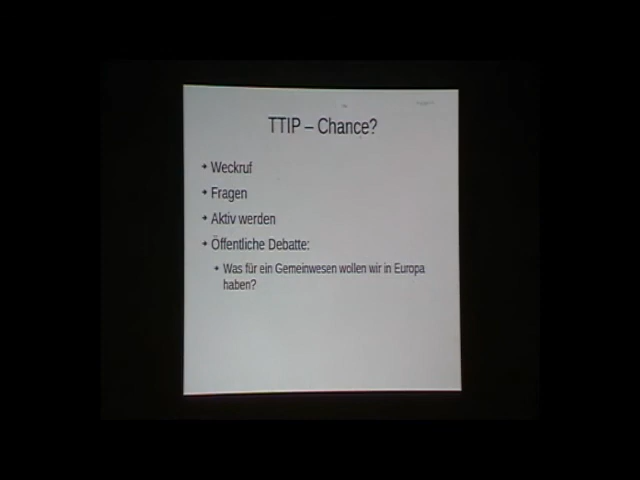 TTIP – Chance?
Weckruf
Fragen
Aktiv werden
Öffentliche Debatte:
Was für ein Gemeinwesen wollen wir in Europa
haben?